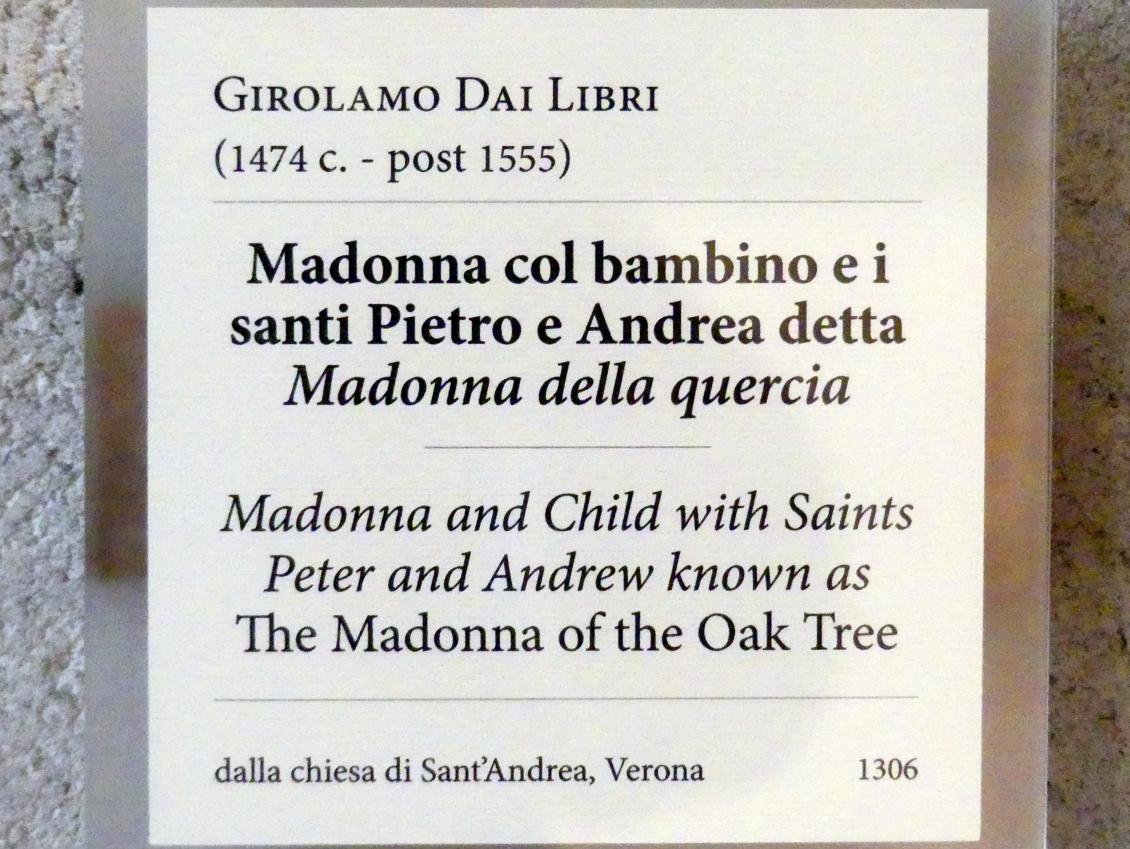 Girolamo Dai Libri
(1474 c. - post 1555)
Madonna col bambino e i
santi Pietro e Andrea detta
Madonna della quercia
Madonna and Child with Saints
Peter and Andrew known as
The Madonna of the Oak Tree
dalla chiesa di Sant'Andrea, Verona 1306